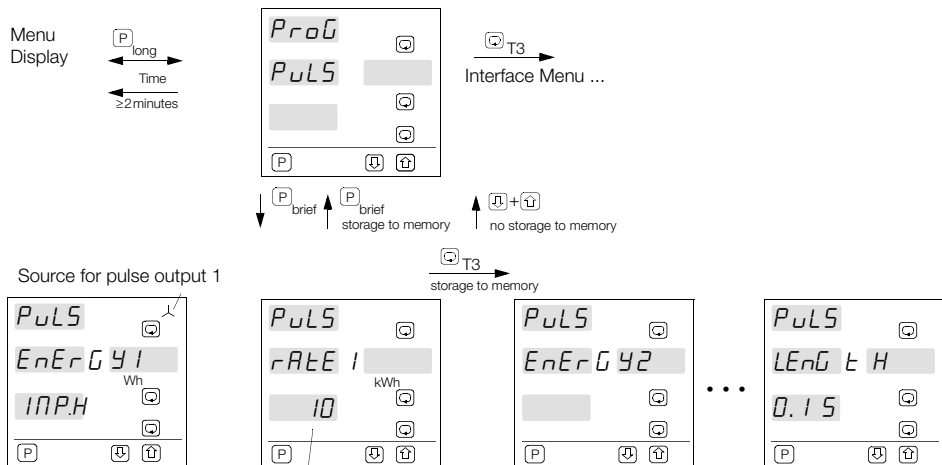 Menu
Display
P long
Time
≥2 minutes
ProG
PuLS
P
T3
Interface Menu ...
P brief
P brief
storage to memory
+
no storage to memory
T3
storage to memory
Source for pulse output 1
PuLS
EnErGY1
Wh
IMP.H
P
PuLS
rAtE 1
kWh
10
P
PuLS
EnErGY2
P
...
PuLS
LEnGtH
0.1S
P